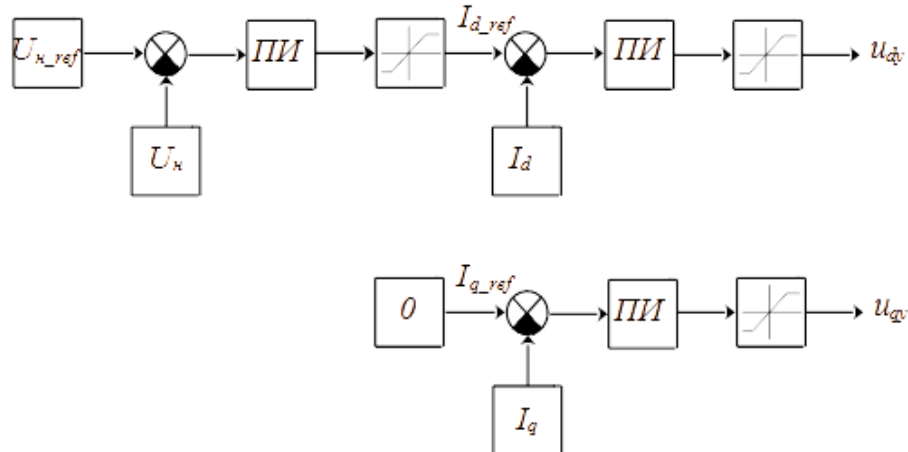 U_н_ref ПИ I_d_ref ПИ u_dy
U_н I_d
0 I_q_ref ПИ u_qy
I_q